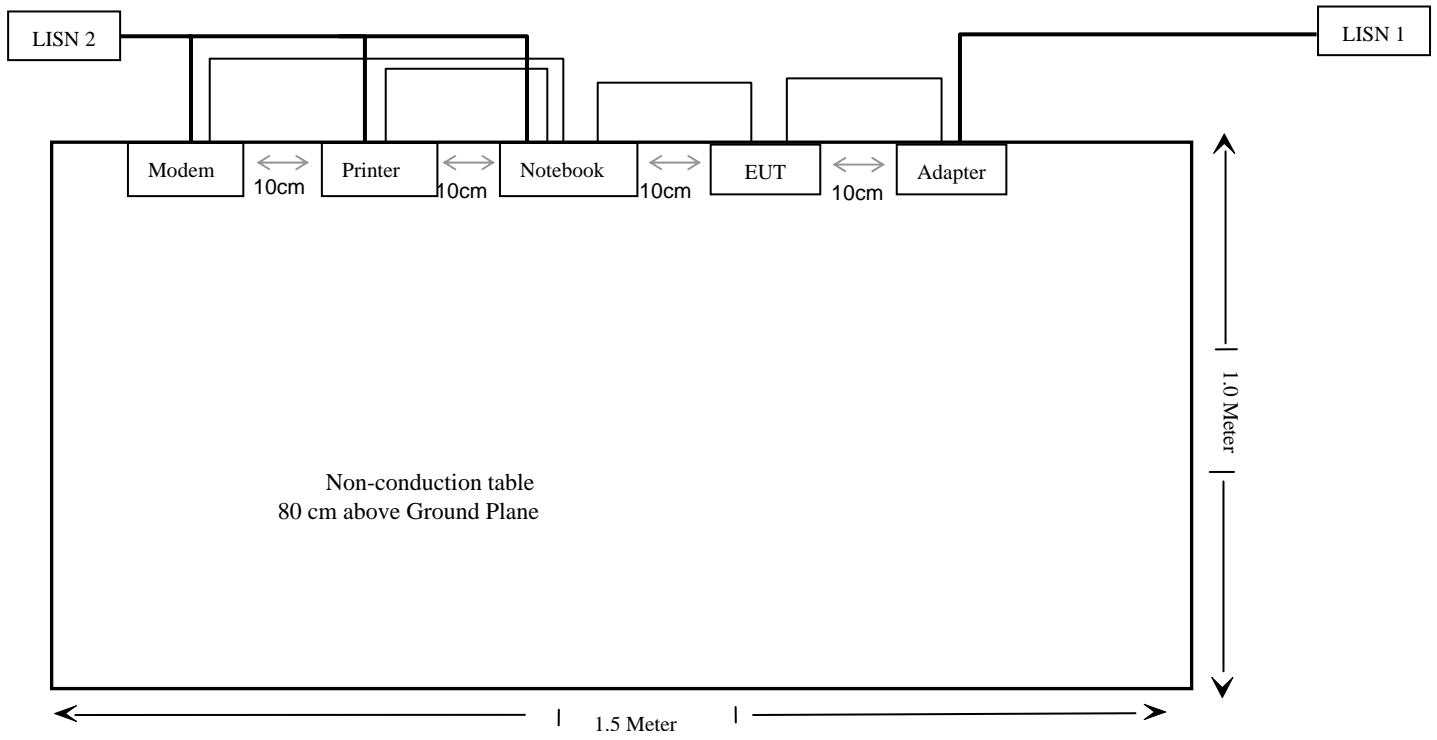 LISN 2
LISN 1
Modem
Printer
Notebook
EUT
Adapter
10cm
10cm
10cm
10cm
1.0 Meter
Non-conduction table
80 cm above Ground Plane
1.5 Meter